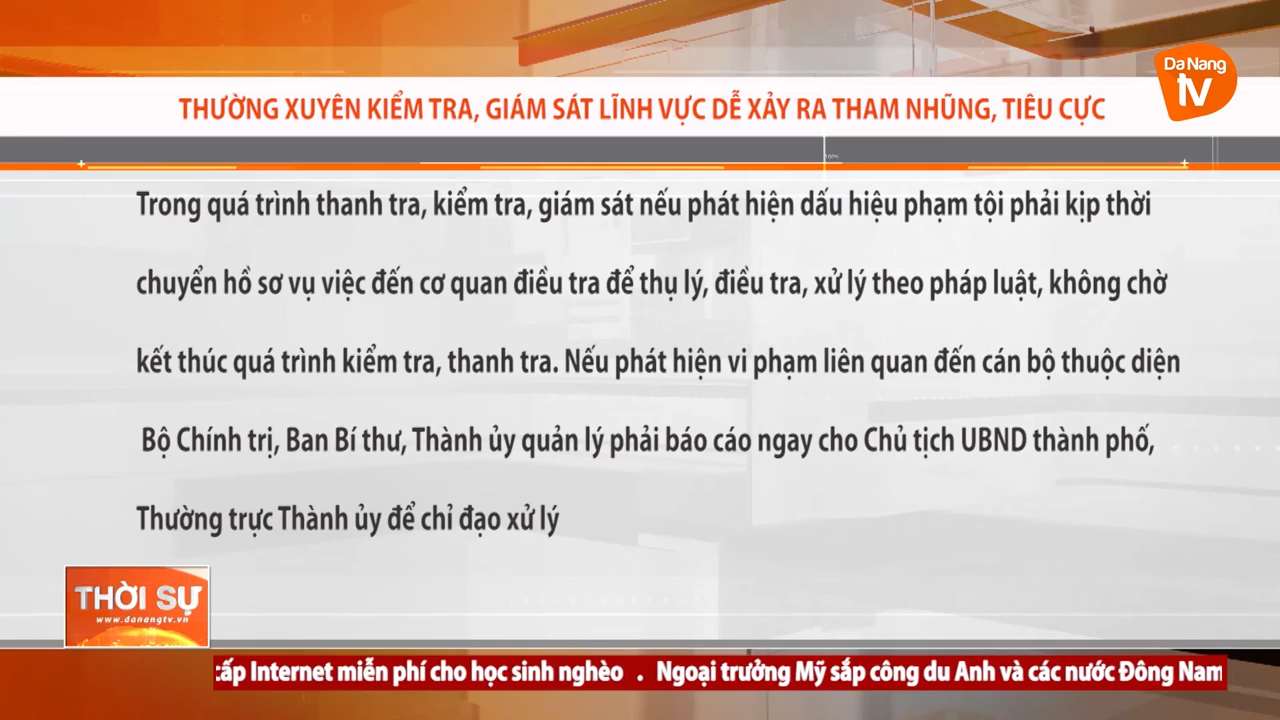 Da Nang
tv
THƯỜNG XUYÊN KIỂM TRA, GIÁM SÁT LĨNH VỰC DỄ XẢY RA THAM NHŨNG, TIÊU CỰC
100%
Trong quá trình thanh tra, kiểm tra, giám sát nếu phát hiện dấu hiệu phạm tội phải kịp thời
chuyển hồ sơ vụ việc đến cơ quan điều tra để thụ lý, điều tra, xử lý theo pháp luật, không chờ
kết thúc quá trình kiểm tra, thanh tra. Nếu phát hiện vi phạm liên quan đến cán bộ thuộc diện
Bộ Chính trị, Ban Bí thư, Thành ủy quản lý phải báo cáo ngay cho Chủ tịch UBND thành phố,
Thường trực Thành ủy để chỉ đạo xử lý
THỜI SỰ
www.danangtv.vn
cấp Internet miễn phí cho học sinh nghèo . Ngoại trưởng Mỹ sắp công du Anh và các nước Đông Nam